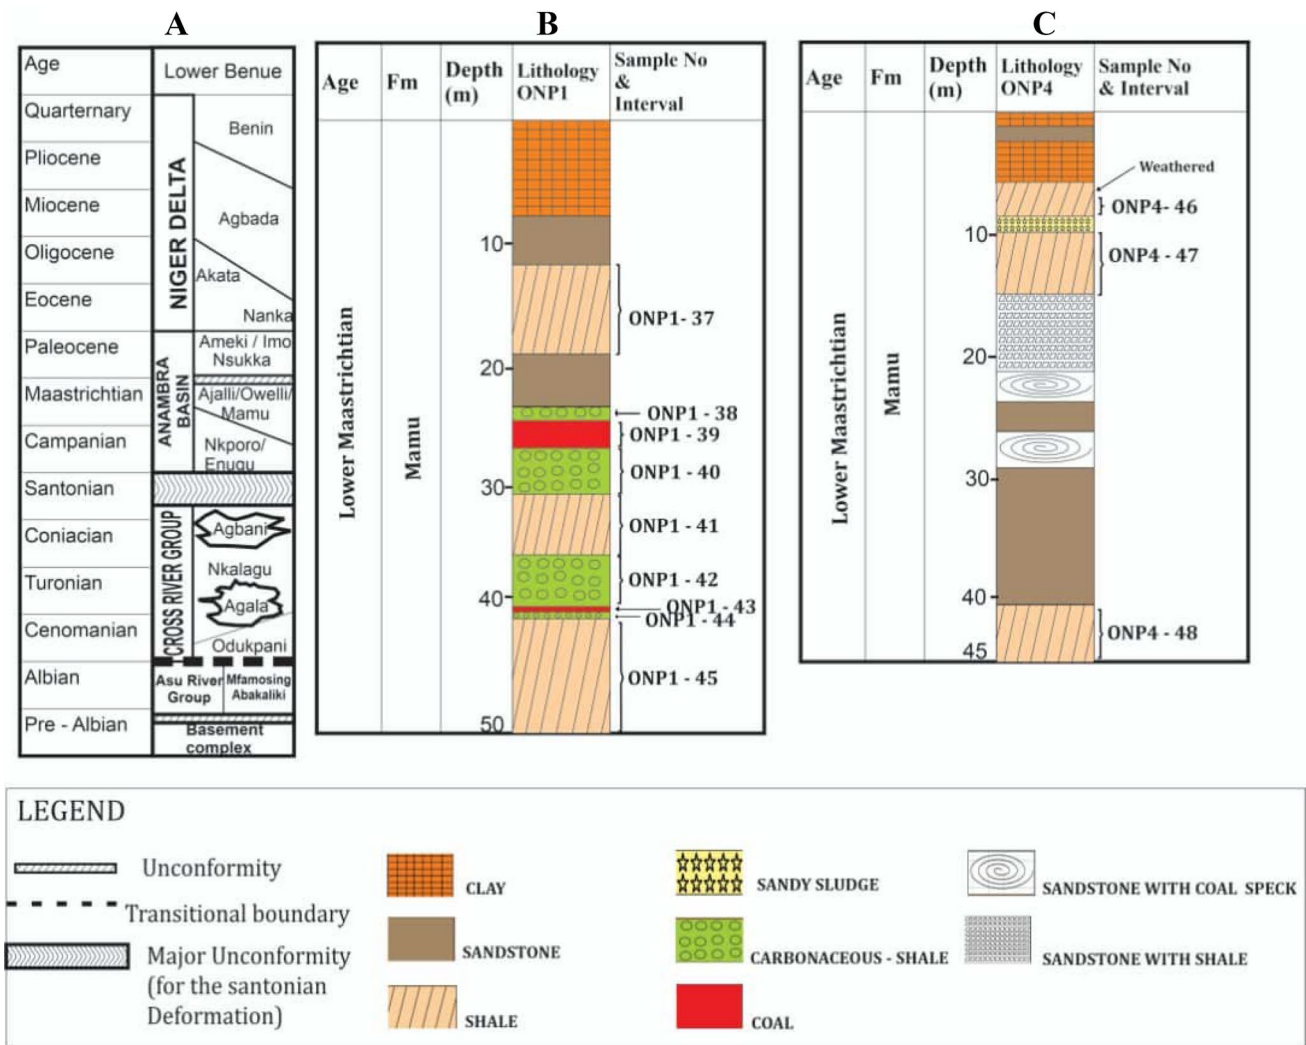 A
B
C
Age
Lower Benue
Quarternary
Pliocene
Miocene
Oligocene
Eocene
Paleocene
Maastrichtian
Campanian
Santonian
Coniacian
Turonian
Cenomanian
Albian
Pre - Albian
NIGER DELTA
Benin
Agbada
Akata
Nanka
ANAMBRA
BASIN
Ameki / Imo
Nsukka
Ajalli/Owelli/
Mamu
Nkporo/
Enugu
CROSS RIVER GROUP
Agbani
Nkalagu
Agala
Odukpani
Asu River
Group
Mfamosing
Abakaliki
Basement
complex
Age
Fm
Depth
(m)
Lithology
ONP1
Sample No
&
Interval
Lower Maastrichtian
Mamu
10
20
30
40
50
ONP1- 37
ONP1 - 38
ONP1 - 39
ONP1 - 40
ONP1 - 41
ONP1 - 42
ONP1 - 43
ONP1 - 44
ONP1 - 45
Age
Fm
Depth
(m)
Lithology
ONP4
Sample No
& Interval
Lower Maastrichtian
Mamu
10
20
30
40
45
Weathered
ONP4- 46
ONP4 - 47
ONP4 - 48
LEGEND
Unconformity
Transitional boundary
Major Unconformity
(for the santonian
Deformation)
CLAY
SANDSTONE
SHALE
SANDY SLUDGE
CARBONACEOUS - SHALE
COAL
SANDSTONE WITH COAL SPECK
SANDSTONE WITH SHALE